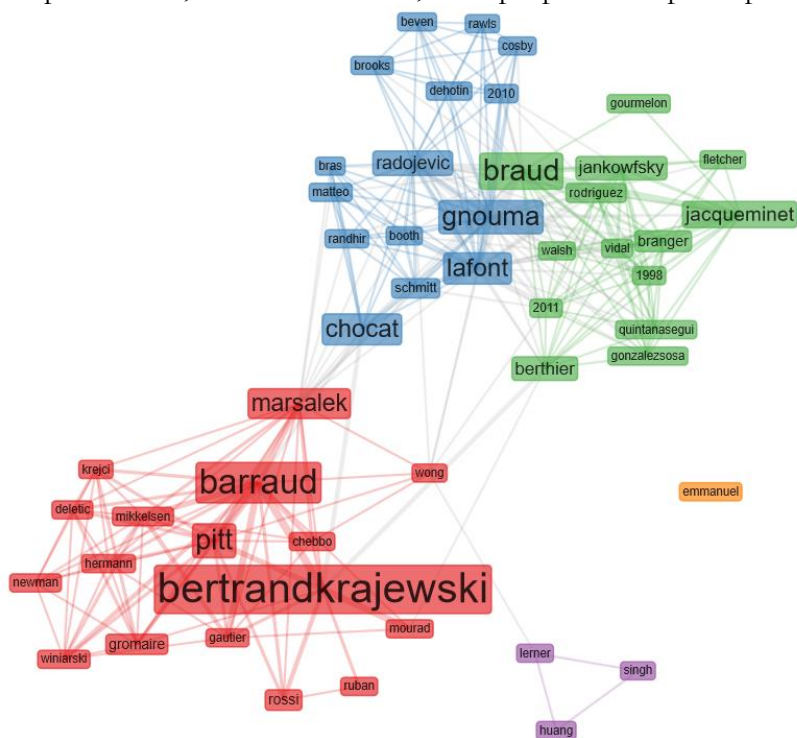 beven
rawls
cosby
brooks
dehotin
2010
gourmelon
bras
radojevic
braud
jankowfsky
fletcher
matteo
rodriguez
gnouma
jacqueminet
randhir
booth
walsh
vidal
branger
lafont
1998
schmitt
2011
chocat
quintanasegui
gonzalezsosa
berthier
marsalek
krejci
barraud
wong
emmanuel
deletic
mikkelsen
pitt
chebbo
hermann
newman
bertrandkrajewski
mourad
gautier
gromaire
winiarski
lerner
singh
ruban
rossi
huang